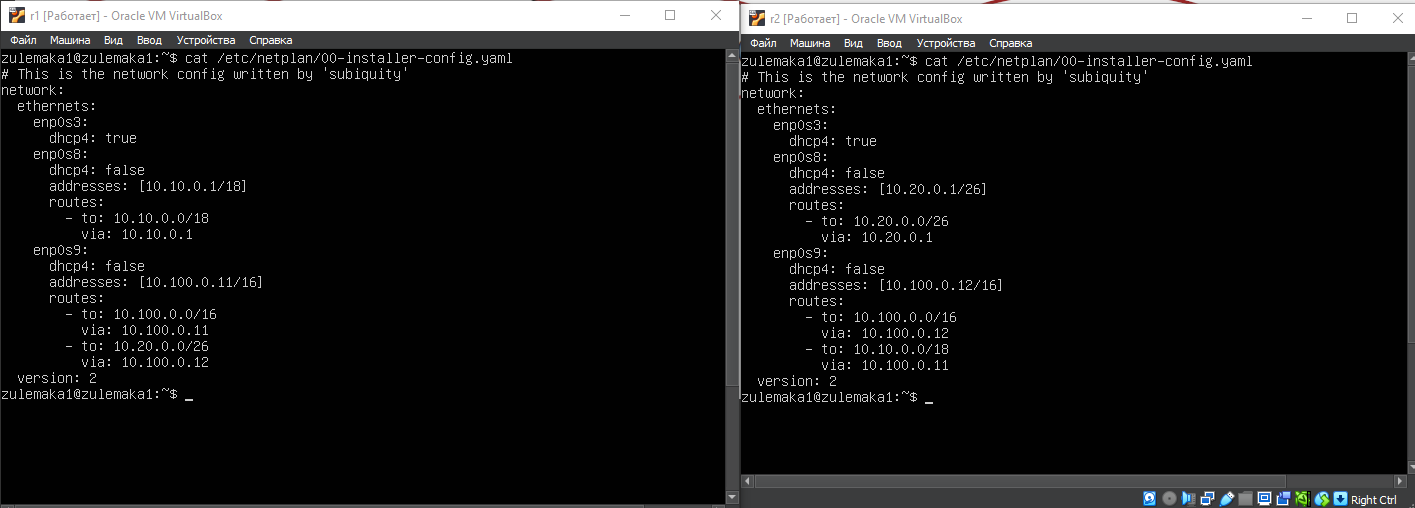 r1 [Работает] - Oracle VM VirtualBox
Файл Машина Вид Ввод Устройства Справка
zulemaka1@zulemaka1:~$ cat /etc/netplan/00-installer-config.yaml
# This is the network config written by 'subiquity'
network:
  ethernets:
    enp0s3:
      dhcp4: true
    enp0s8:
      dhcp4: false
      addresses: [10.10.0.1/18]
      routes:
        - to: 10.10.0.0/18
          via: 10.10.0.1
    enp0s9:
      dhcp4: false
      addresses: [10.100.0.11/16]
      routes:
        - to: 10.100.0.0/16
          via: 10.100.0.11
        - to: 10.20.0.0/26
          via: 10.100.0.12
  version: 2
zulemaka1@zulemaka1:~$ _
r2 [Работает] - Oracle VM VirtualBox
Файл Машина Вид Ввод Устройства Справка
zulemaka1@zulemaka1:~$ cat /etc/netplan/00-installer-config.yaml
# This is the network config written by 'subiquity'
network:
  ethernets:
    enp0s3:
      dhcp4: true
    enp0s8:
      dhcp4: false
      addresses: [10.20.0.1/26]
      routes:
        - to: 10.20.0.0/26
          via: 10.20.0.1
    enp0s9:
      dhcp4: false
      addresses: [10.100.0.12/16]
      routes:
        - to: 10.100.0.0/16
          via: 10.100.0.12
        - to: 10.10.0.0/18
          via: 10.100.0.11
  version: 2
zulemaka1@zulemaka1:~$ _
Right Ctrl